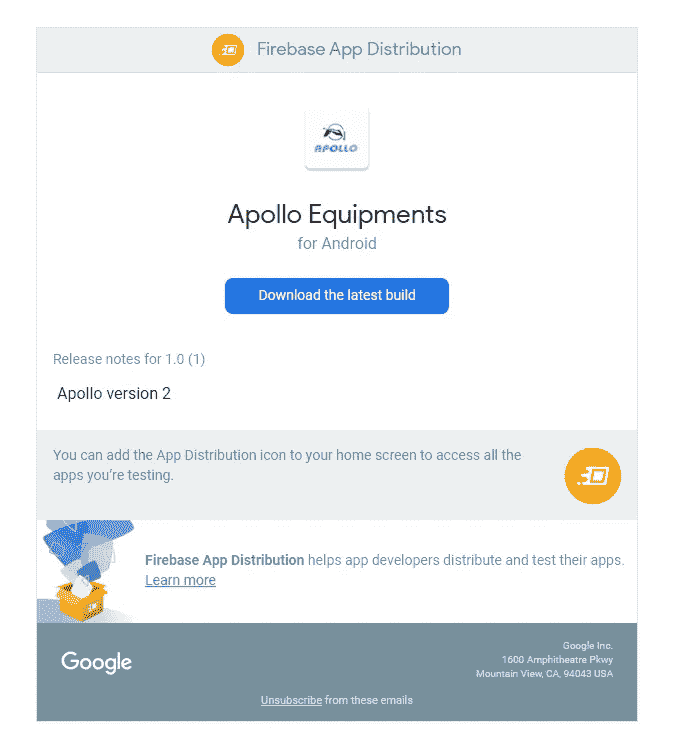 Firebase App Distribution
APOLLO
Apollo Equipments
for Android
Download the latest build
Release notes for 1.0 (1)
Apollo version 2
You can add the App Distribution icon to your home screen to access all the
apps you're testing.
Firebase App Distribution helps app developers distribute and test their apps.
Learn more
Google
Google Inc.
1600 Amphitheatre Pkwy
Mountain View, CA, 94043 USA
Unsubscribe from these emails